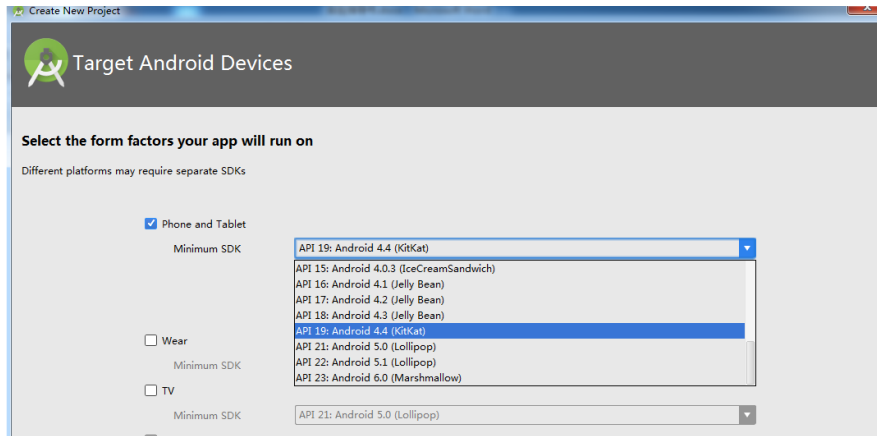 Create New Project
Target Android Devices
Select the form factors your app will run on
Different platforms may require separate SDKs
Phone and Tablet
Minimum SDK API 19: Android 4.4 (KitKat)
API 15: Android 4.0.3 (IceCreamSandwich)
API 16: Android 4.1 (Jelly Bean)
API 17: Android 4.2 (Jelly Bean)
API 18: Android 4.3 (Jelly Bean)
API 19: Android 4.4 (KitKat)
Wear
API 21: Android 5.0 (Lollipop)
Minimum SDK
API 22: Android 5.1 (Lollipop)
API 23: Android 6.0 (Marshmallow)
TV
Minimum SDK API 21: Android 5.0 (Lollipop)